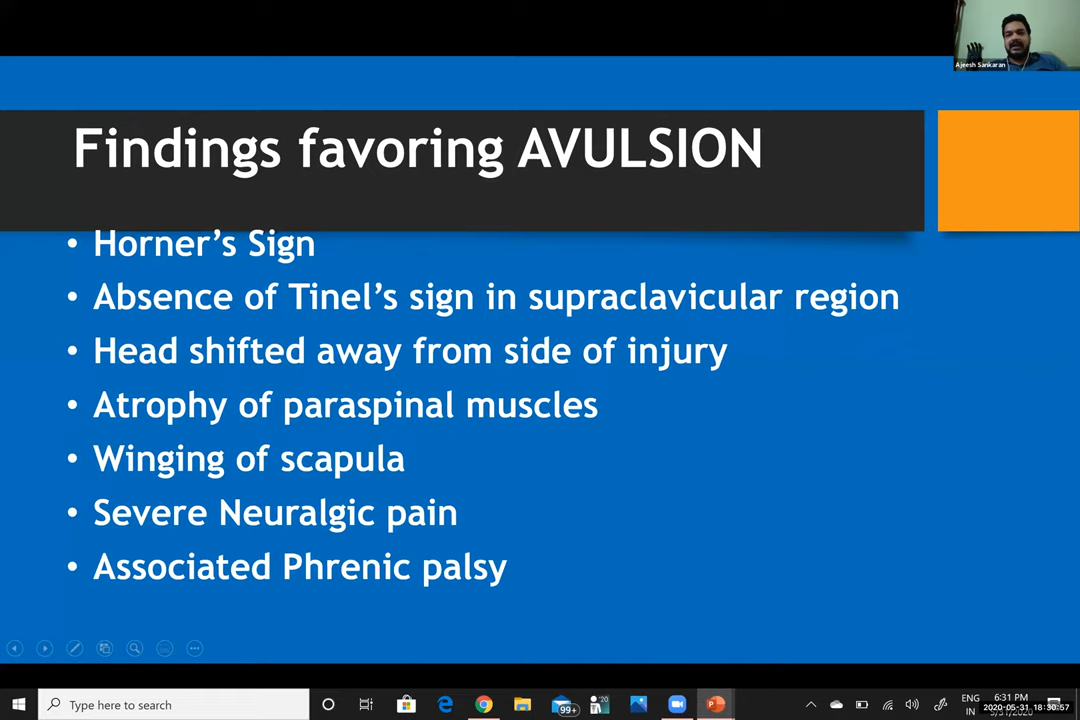 Ajeesh Sankaran
Findings favoring AVULSION
• Horner's Sign
• Absence of Tinel's sign in supraclavicular region
• Head shifted away from side of injury
• Atrophy of paraspinal muscles
• Winging of scapula
• Severe Neuralgic pain
• Associated Phrenic palsy
Type here to search
99+
'20
ENG
IN
6:31 PM
2020-05-31 18:30:57